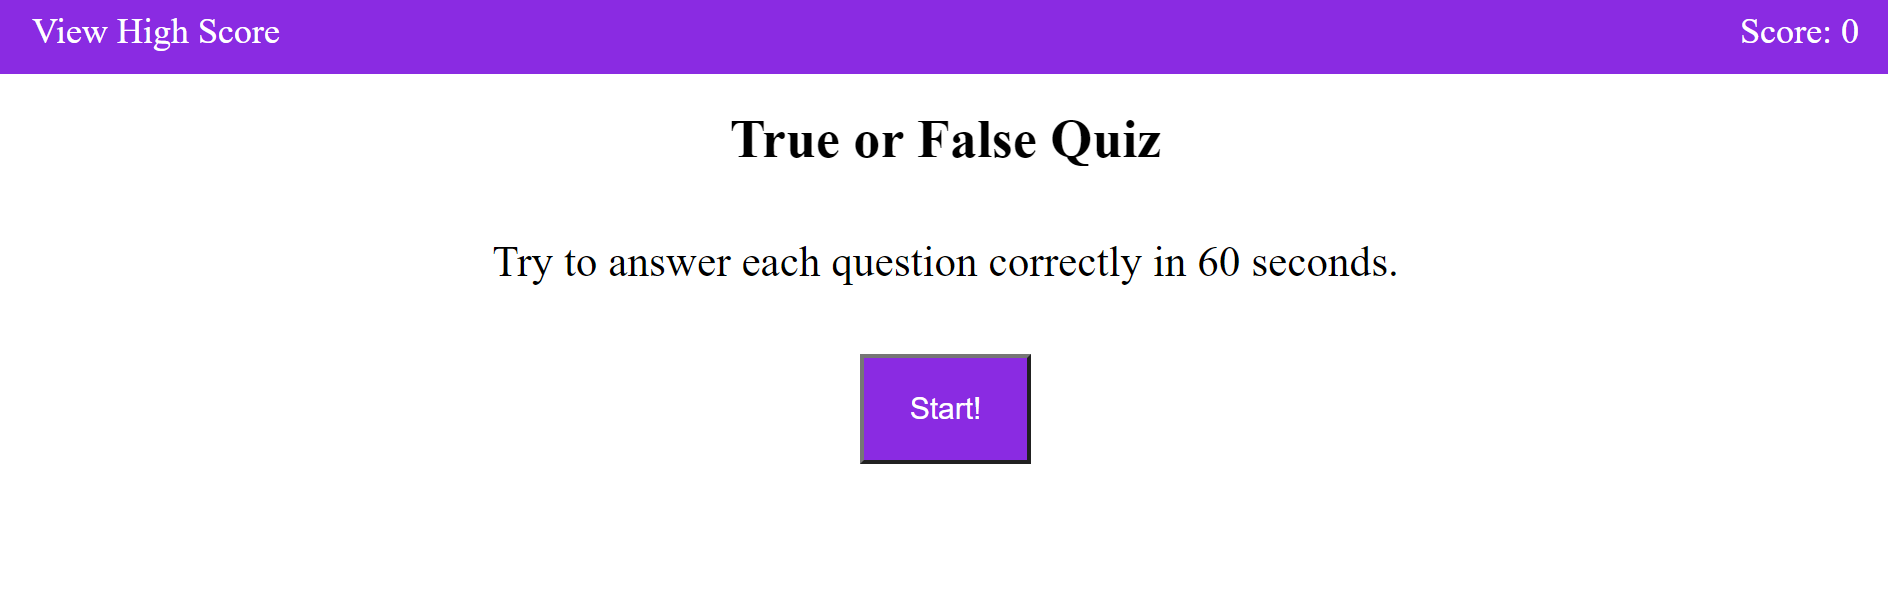 View High Score
Score: 0
True or False Quiz
Try to answer each question correctly in 60 seconds.
Start!